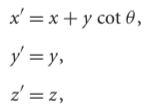 x′ = x + y cot θ,
y′ = y,
z′ = z,